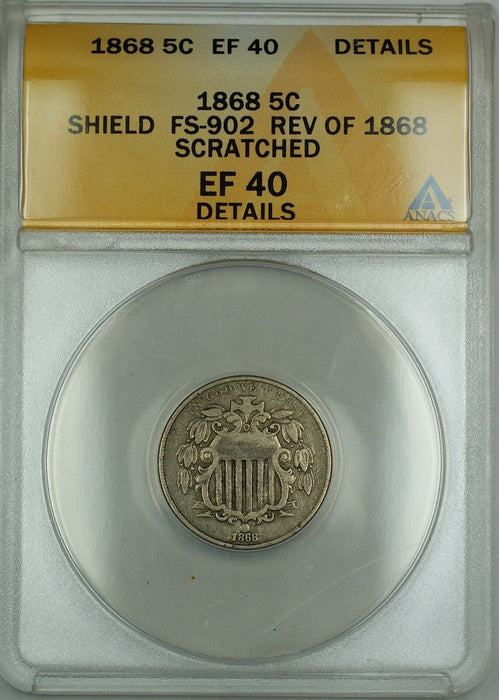 1868 5C EF 40 DETAILS
1868 5C
SHIELD FS-902 REV OF 1868
SCRATCHED
EF 40
DETAILS
ANACS
IN GOD WE TRUST
1868